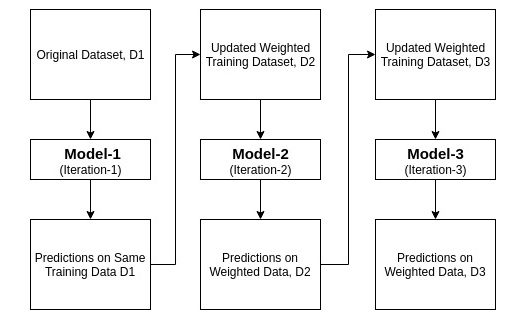 Original Dataset, D1
Model-1
(Iteration-1)
Predictions on Same
Training Data D1
Updated Weighted
Training Dataset, D2
Model-2
(Iteration-2)
Predictions on
Weighted Data, D2
Updated Weighted
Training Dataset, D3
Model-3
(Iteration-3)
Predictions on
Weighted Data, D3